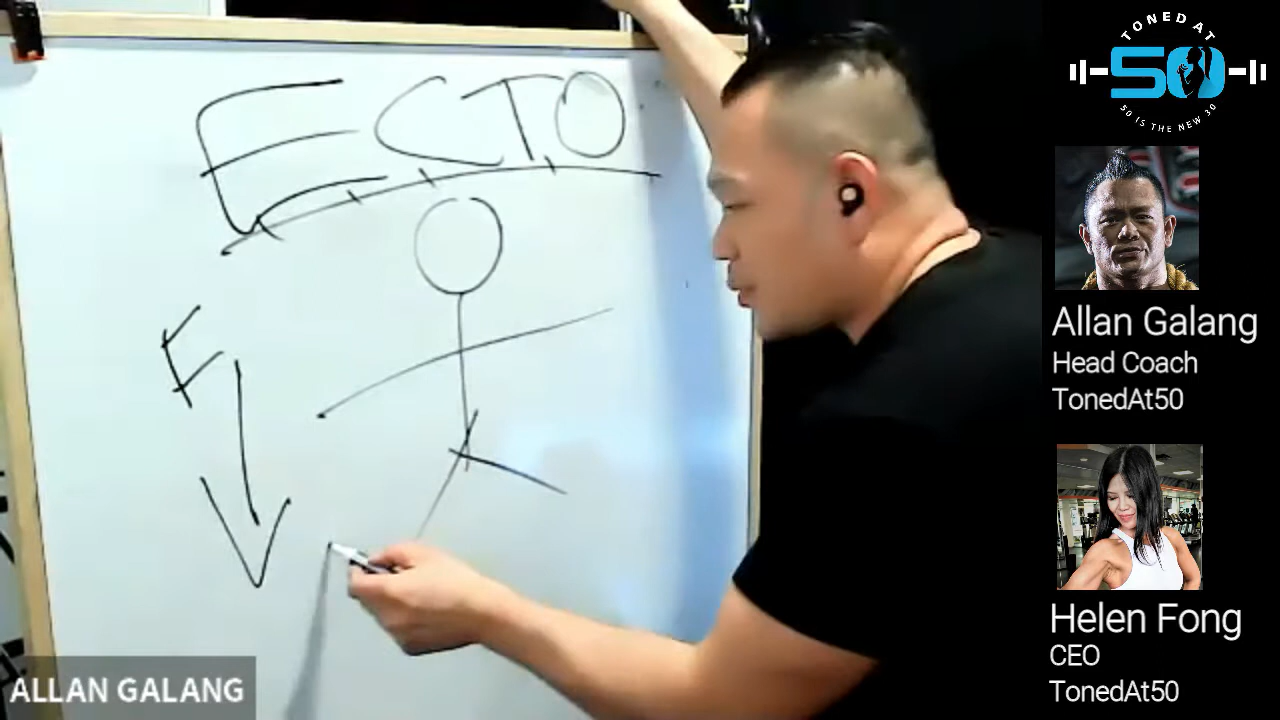 ECTO
F
ALLAN GALANG
TONED AT
50
50 IS THE NEW 30
Allan Galang
Head Coach
TonedAt50
Helen Fong
CEO
TonedAt50